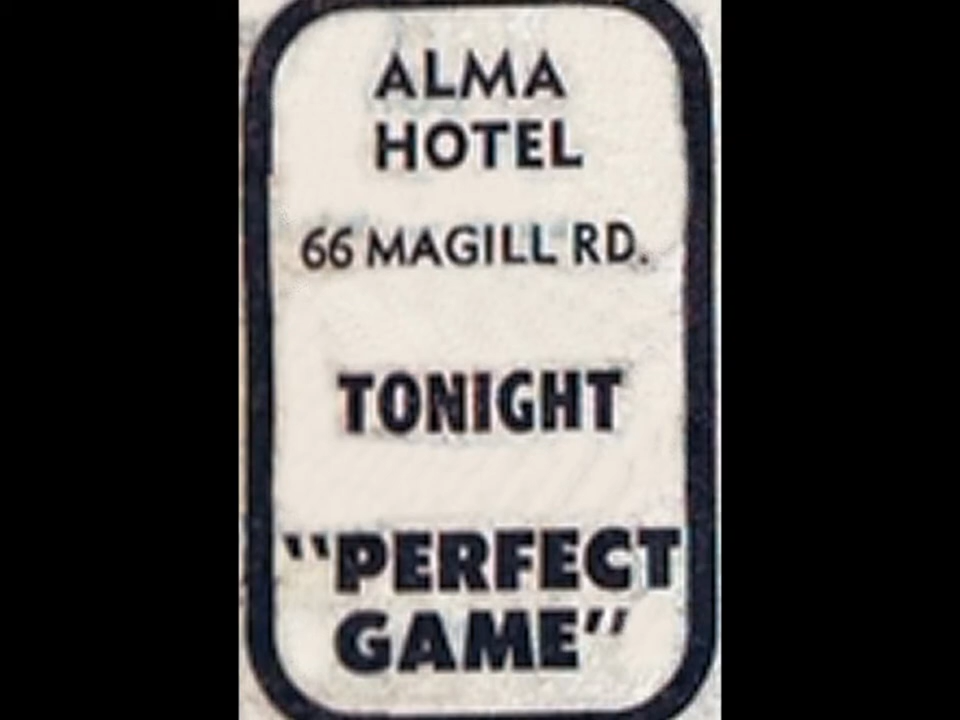 ALMA
HOTEL
66 MAGILL RD.
TONIGHT
"PERFECT
GAME"